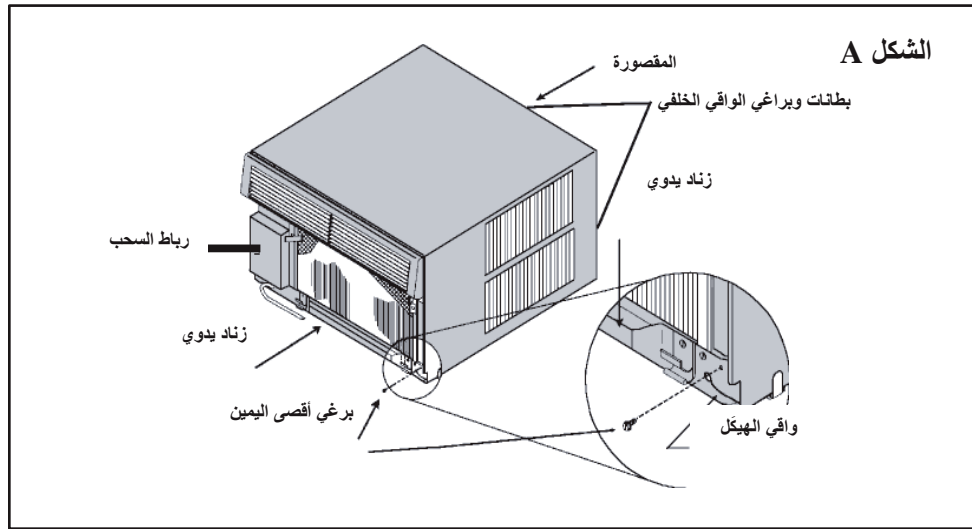 الشكل A
المقصورة
بطانات وبراغي الواقي الخلفي
زناد يدوي
رباط السحب
زناد يدوي
برغي أقصى اليمين
واقي الهيكَل